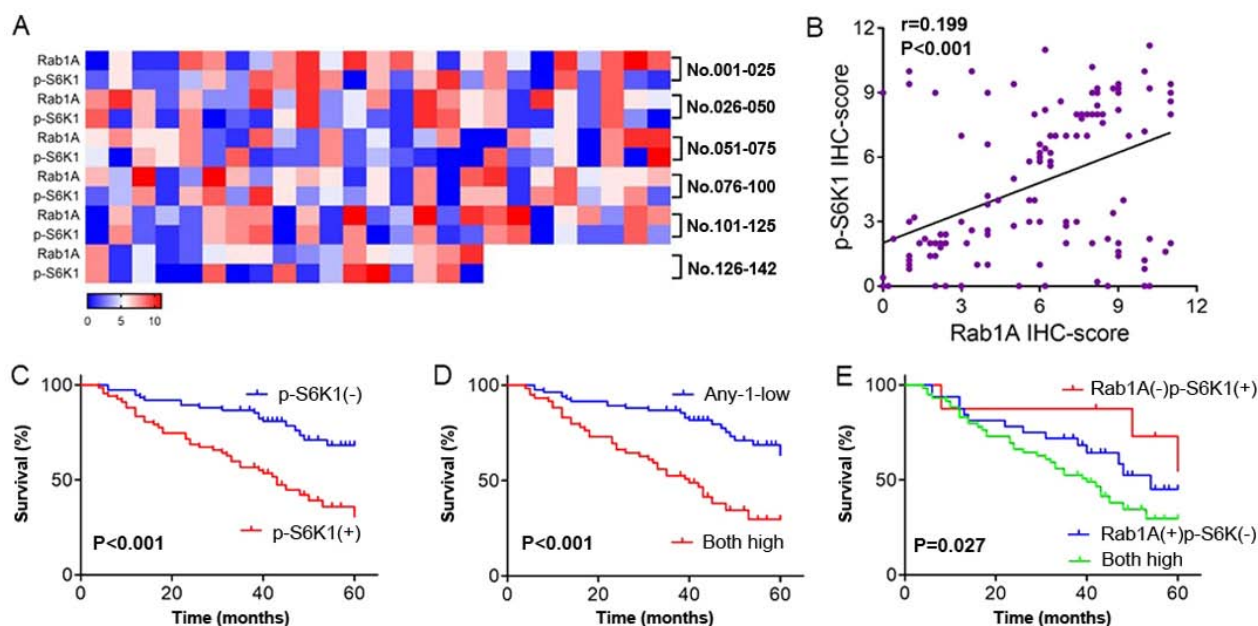 A
Rab1A
p-S6K1
No.001-025
Rab1A
p-S6K1
No.026-050
Rab1A
p-S6K1
No.051-075
Rab1A
p-S6K1
No.076-100
Rab1A
p-S6K1
No.101-125
Rab1A
p-S6K1
No.126-142
0 5 10
B
r=0.199
P<0.001
12
9
6
3
0
p-S6K1 IHC-score
0 3 6 9 12
Rab1A IHC-score
C
100
50
0
Survival (%)
p-S6K1(-)
p-S6K1(+)
P<0.001
0 20 40 60
Time (months)
D
100
50
0
Survival (%)
Any-1-low
Both high
P<0.001
0 20 40 60
Time (months)
E
100
50
0
Survival (%)
Rab1A(-)p-S6K1(+)
Rab1A(+)p-S6K(-)
Both high
P=0.027
0 20 40 60
Time (months)